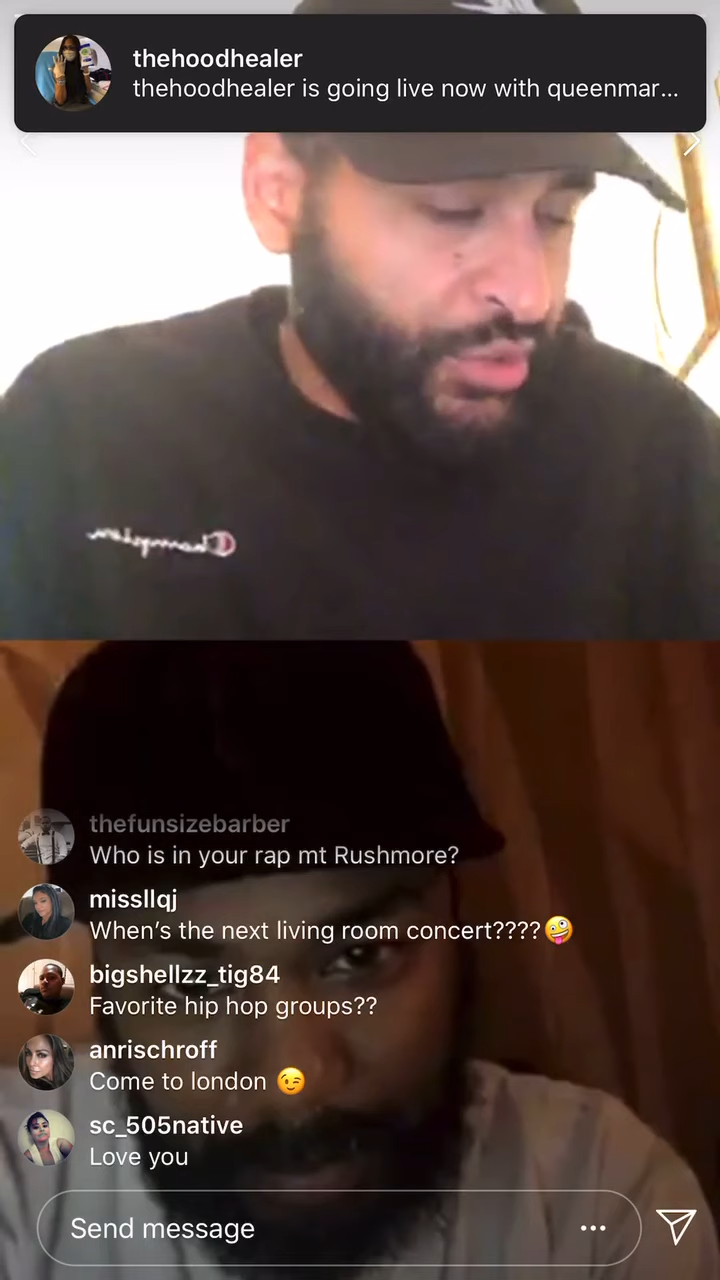 thehoodhealer
thehoodhealer is going live now with queenmar...
Champion
thefunsizebarber
Who is in your rap mt Rushmore?
missllqj
When's the next living room concert????🤪
bigshellzz_tig84
Favorite hip hop groups??
anrischroff
Come to london 😉
sc_505native
Love you
Send message